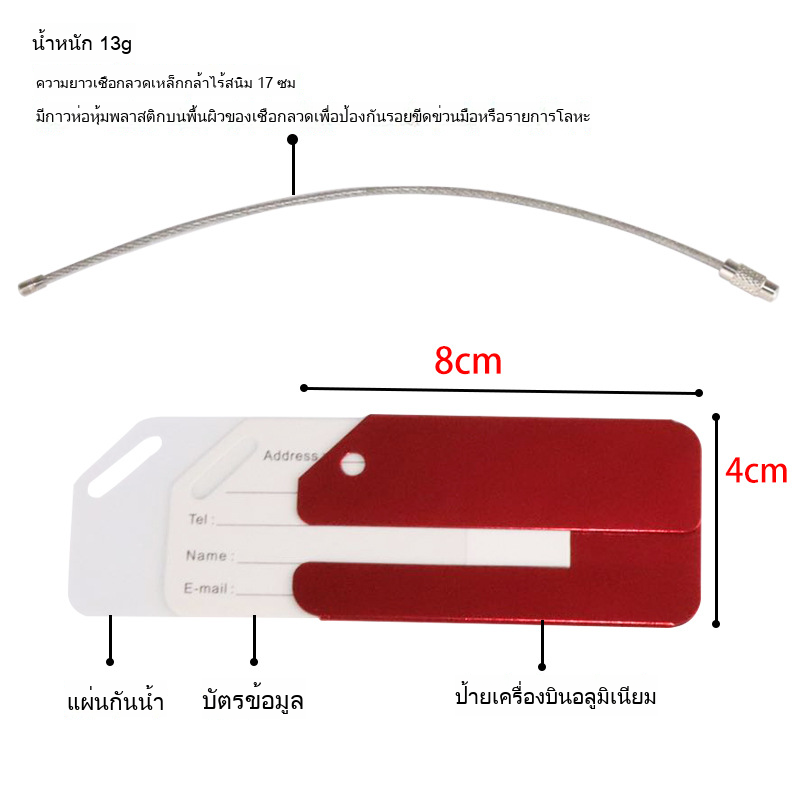 น้ำหนัก 13g
ความยาวเชือกลวดเหล็กกล้าไร้สนิม 17 ซม
มีกาวห่อหุ้มพลาสติกบนพื้นผิวของเชือกลวดเพื่อป้องกันรอยขีดข่วนมือหรือรายการโลหะ
8cm
4cm
Address
Tel :
Name :
E-mail :
แผ่นกันน้ำ
บัตรข้อมูล
ป้ายเครื่องบินอลูมิเนียม